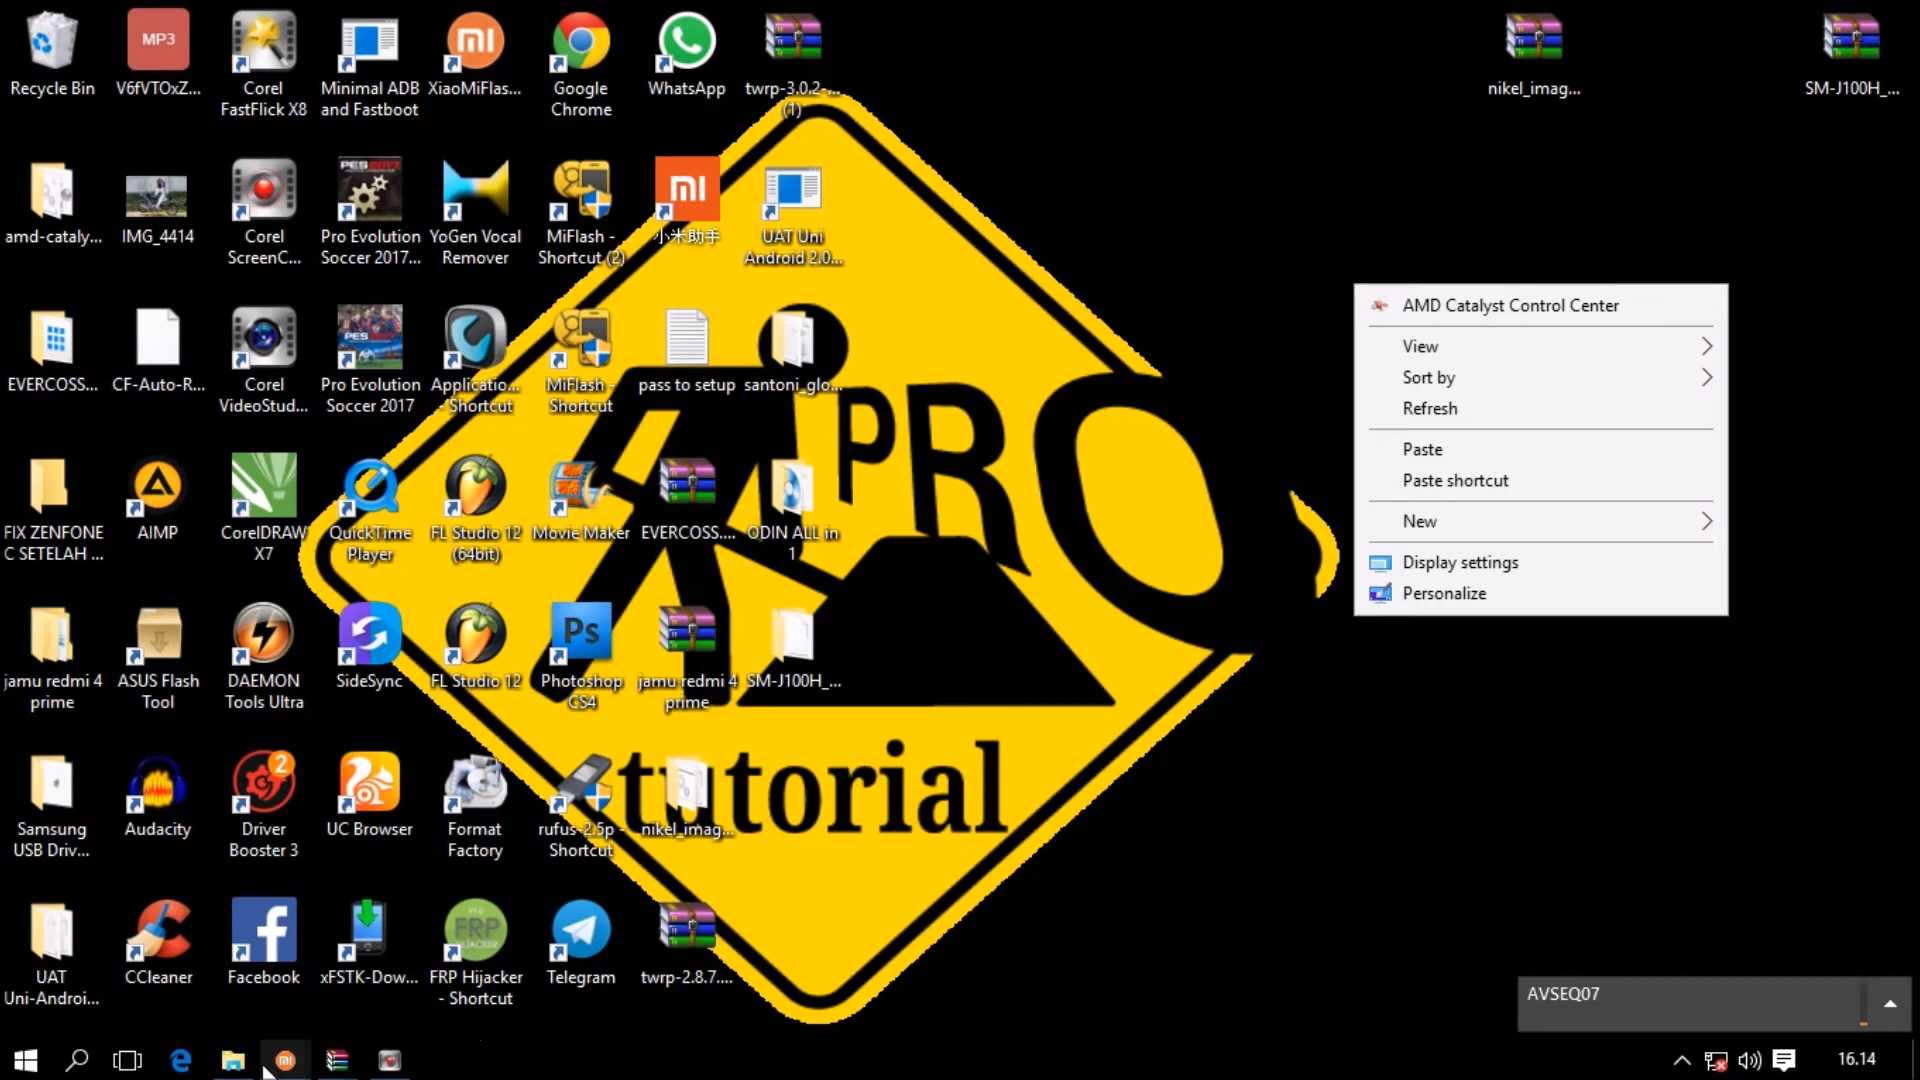 Recycle Bin
MP3
V6fVTOxZ...
Corel
FastFlick X8
Minimal ADB
and Fastboot
XiaoMiFlas...
Google
Chrome
WhatsApp
twrp-3.0.2-...
(1)
nikel_imag...
SM-J100H_...
amd-cataly...
IMG_4414
Corel
ScreenC...
PES 2017
Pro Evolution
Soccer 2017...
YoGen Vocal
Remover
MiFlash -
Shortcut (2)
小米助手
UAT Uni
Android 2.0...
EVERCOSS...
CF-Auto-R...
Corel
VideoStud...
Pro Evolution
Soccer 2017
Applicatio...
- Shortcut
MiFlash -
Shortcut
pass to setup
santoni_glo...
PRO
FIX ZENFONE
C SETELAH ...
AIMP
CorelDRAW
X7
QuickTime
Player
FL Studio 12
(64bit)
Movie Maker
EVERCOSS....
ODIN ALL in
1
jamu redmi 4
prime
ASUS Flash
Tool
DAEMON
Tools Ultra
SideSync
FL Studio 12
Ps
Photoshop
CS4
jamu redmi 4
prime
SM-J100H_...
tutorial
Samsung
USB Driv...
Audacity
2
Driver
Booster 3
UC Browser
Format
Factory
rufus-2.5p -
Shortcut
nikel_imag...
UAT
Uni-Androi...
CCleaner
Facebook
xFSTK-Dow...
FRP
HIJACKER
FRP Hijacker
- Shortcut
Telegram
twrp-2.8.7....
AMD Catalyst Control Center
View
Sort by
Refresh
Paste
Paste shortcut
New
Display settings
Personalize
AVSEQ07
16.14